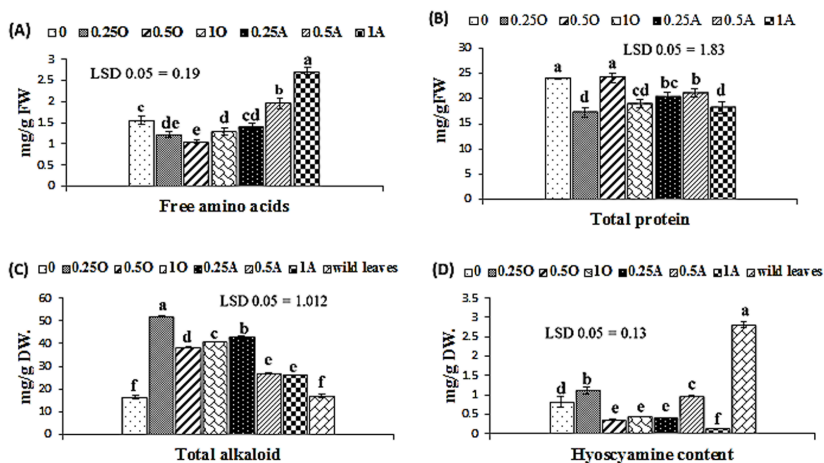 (A)
0 0.25O 0.5O 1O 0.25A 0.5A 1A
LSD 0.05 = 0.19
mg/g FW
3
2.5
2
1.5
1
0.5
0
c de e d cd b a
Free amino acids
(B)
0 0.25O 0.5O 1O 0.25A 0.5A 1A
LSD 0.05 = 1.83
mg/gFW
30
25
20
15
10
5
0
a d a cd bc b d
Total protein
(C)
0 0.25O 0.5O 1O 0.25A 0.5A 1A wild leaves
LSD 0.05 = 1.012
mg/g DW.
60
50
40
30
20
10
0
f a d c b e e f
Total alkaloid
(D)
0 0.25O 0.5O 1O 0.25A 0.5A 1A wild leaves
LSD 0.05 = 0.13
mg/g DW.
3.5
3
2.5
2
1.5
1
0.5
0
d b e e e c f a
Hyoscyamine content